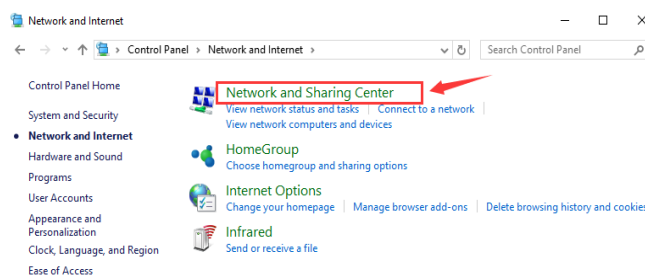 Network and Internet
Control Panel > Network and Internet >
Search Control Panel
Control Panel Home
System and Security
Network and Internet
Hardware and Sound
Programs
User Accounts
Appearance and
Personalization
Clock, Language, and Region
Ease of Access
Network and Sharing Center
View network status and tasks | Connect to a network |
View network computers and devices
HomeGroup
Choose homegroup and sharing options
Internet Options
Change your homepage | Manage browser add-ons | Delete browsing history and cookies
Infrared
Send or receive a file